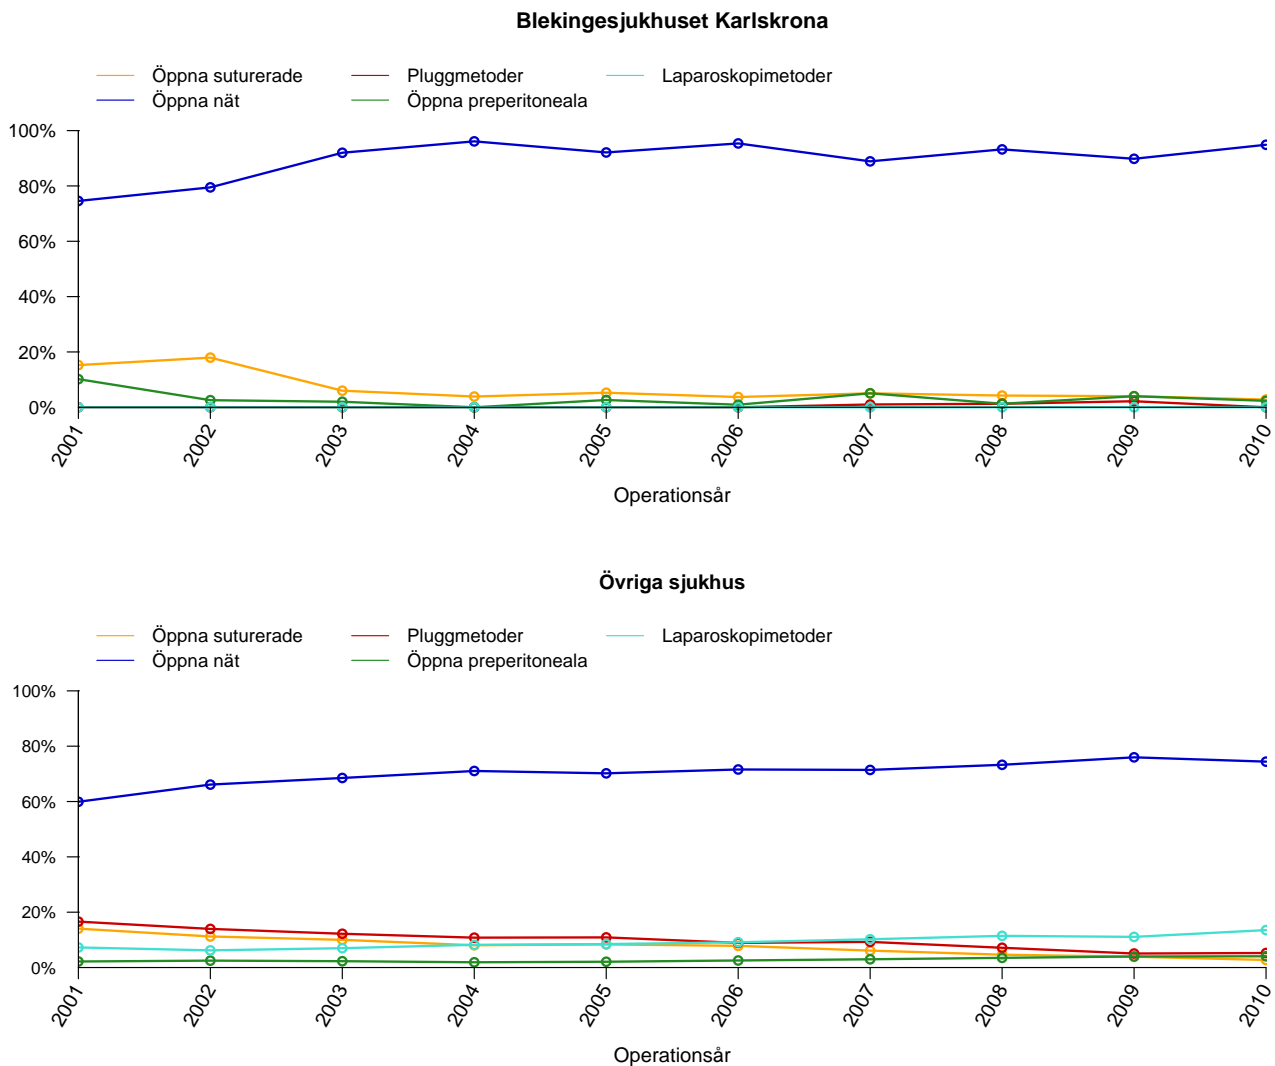 Blekingesjukhuset Karlskrona
Öppna suturerade Pluggmetoder Laparoskopimetoder
Öppna nät Öppna preperitoneala
100%
80%
60%
40%
20%
0%
2001 2002 2003 2004 2005 2006 2007 2008 2009 2010
Operationsår
Övriga sjukhus
Öppna suturerade Pluggmetoder Laparoskopimetoder
Öppna nät Öppna preperitoneala
100%
80%
60%
40%
20%
0%
2001 2002 2003 2004 2005 2006 2007 2008 2009 2010
Operationsår